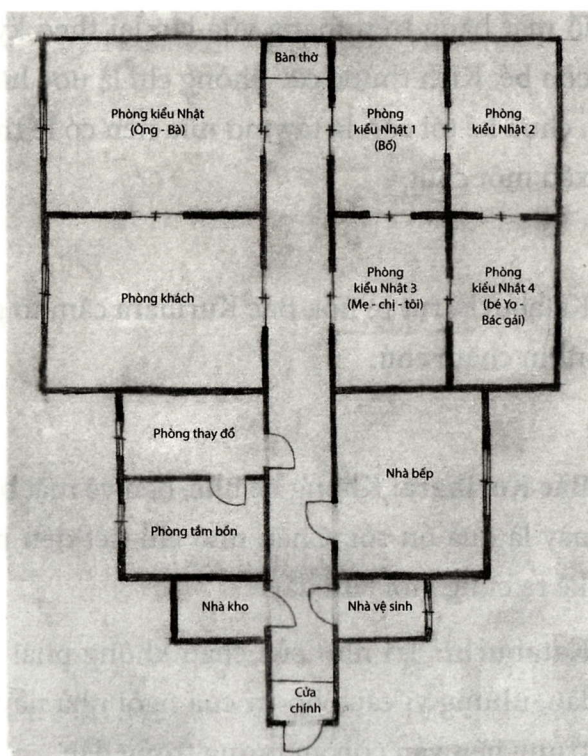 Bàn thờ
Phòng kiểu Nhật
(Ông - Bà)
Phòng
kiểu Nhật 1
(Bố)
Phòng
kiểu Nhật 2
Phòng khách
Phòng
kiểu Nhật 3
(Mẹ - chị - tôi)
Phòng
kiểu Nhật 4
(bé Yo -
Bác gái)
Phòng thay đồ
Nhà bếp
Phòng tắm bồn
Nhà kho
Nhà vệ sinh
Cửa
chính